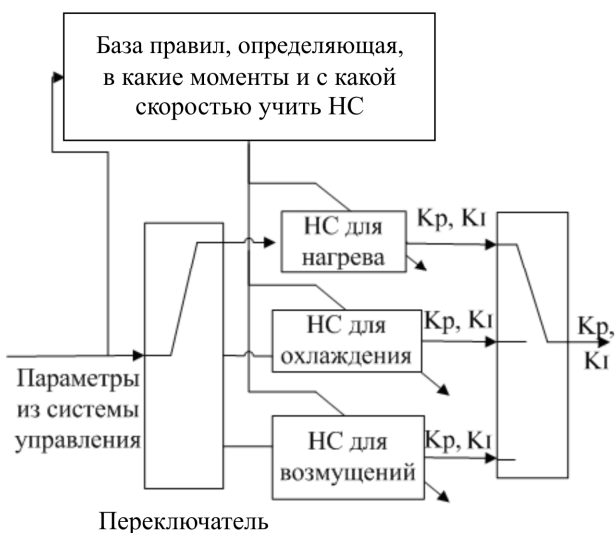 База правил, определяющая,
в какие моменты и с какой
скоростью учить НС
НС для
нагрева
Kp, KI
НС для
охлаждения
Kp, KI
Kp,
KI
Параметры
из системы
управления
НС для
возмущений
Kp, KI
Переключатель